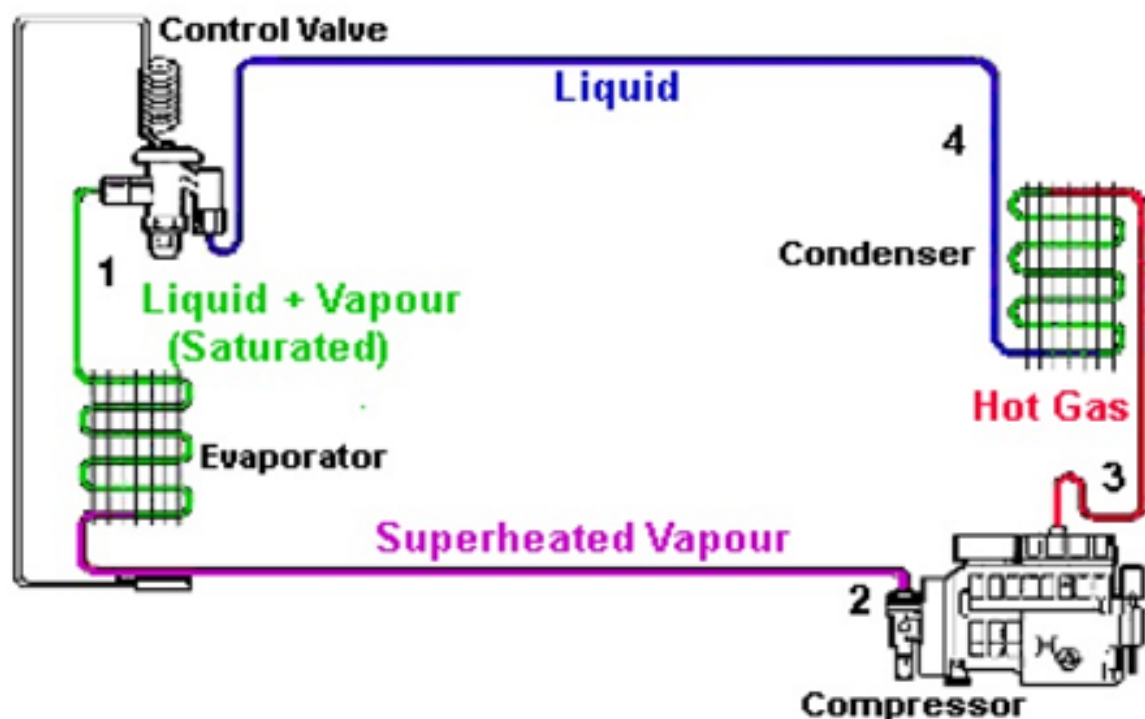 Control Valve
Liquid
4
Condenser
1
Liquid + Vapour
(Saturated)
Hot Gas
Evaporator
3
Superheated Vapour
2
Compressor